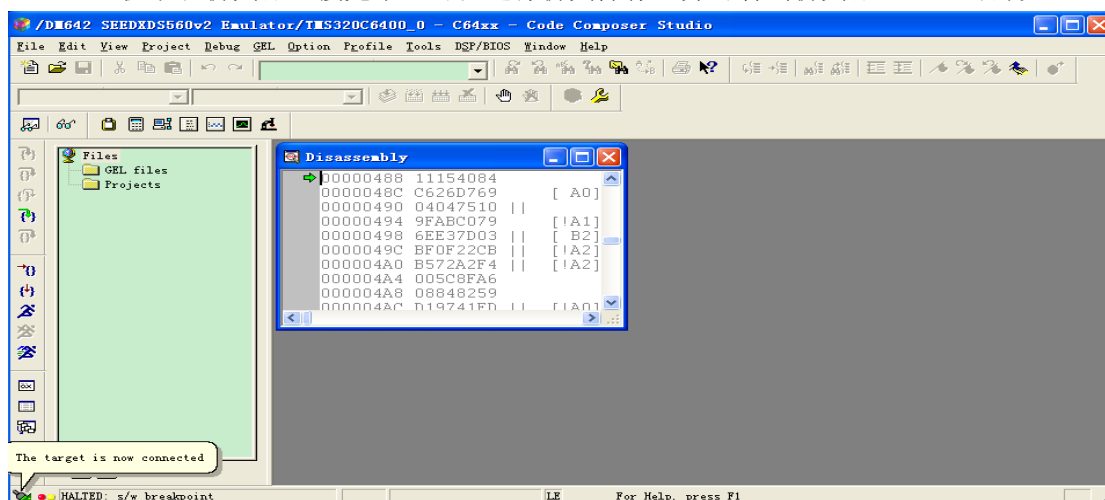 /DM642 SEEDXDS560v2 Emulator/TMS320C6400_0 - C64xx - Code Composer Studio
File Edit View Project Debug GEL Option Profile Tools DSP/BIOS Window Help
Files
GEL files
Projects
Disassembly
00000488 11154084
0000048C C626D769 [ A0]
00000490 04047510 ||
00000494 9FABC079 [!A1]
00000498 6EE37D03 || [ B2]
0000049C BF0F22CB || [!A2]
000004A0 B572A2F4 || [!A2]
000004A4 005C8FA6
000004A8 08848259
000004AC D19741FD || [!A0]
The target is now connected
HALTED: s/w breakpoint LE For Help, press F1